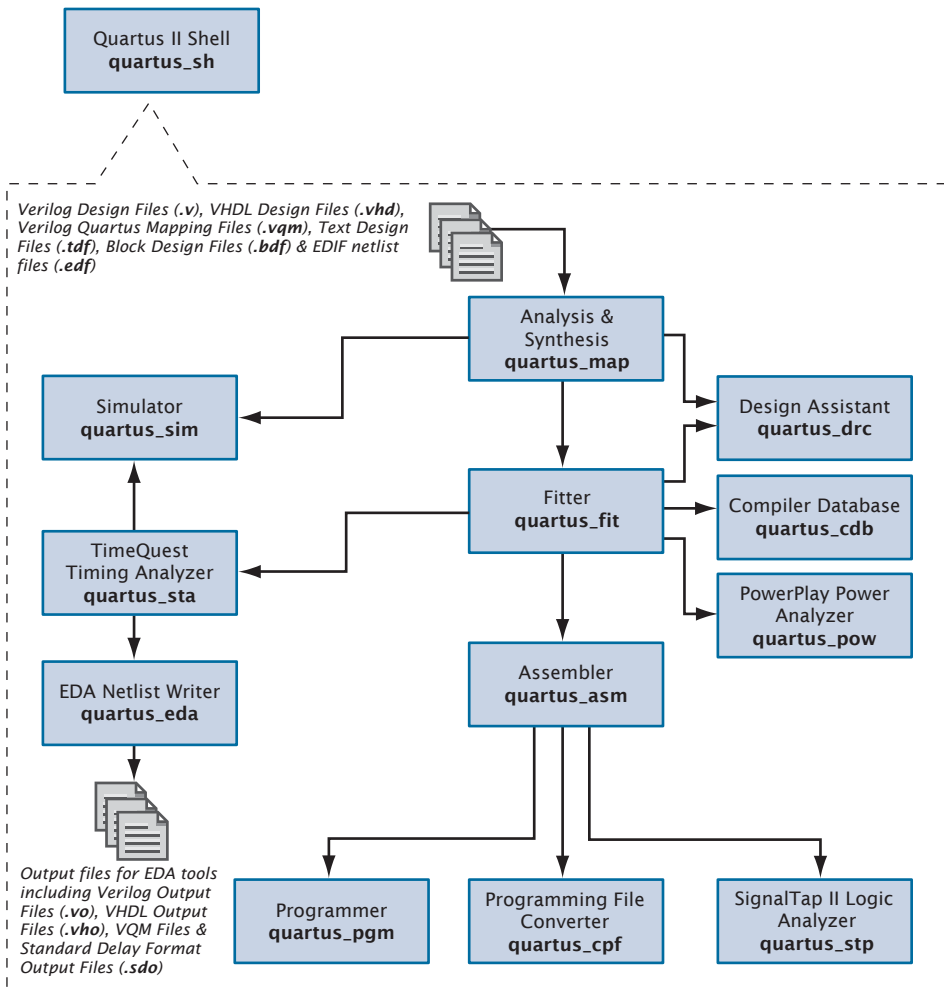 Quartus II Shell
quartus_sh
Verilog Design Files (.v), VHDL Design Files (.vhd),
Verilog Quartus Mapping Files (.vqm), Text Design
Files (.tdf), Block Design Files (.bdf) & EDIF netlist
files (.edf)
Analysis &
Synthesis
quartus_map
Simulator
quartus_sim
Design Assistant
quartus_drc
Fitter
quartus_fit
Compiler Database
quartus_cdb
TimeQuest
Timing Analyzer
quartus_sta
PowerPlay Power
Analyzer
quartus_pow
EDA Netlist Writer
quartus_eda
Assembler
quartus_asm
Output files for EDA tools
including Verilog Output
Files (.vo), VHDL Output
Files (.vho), VQM Files &
Standard Delay Format
Output Files (.sdo)
Programmer
quartus_pgm
Programming File
Converter
quartus_cpf
SignalTap II Logic
Analyzer
quartus_stp